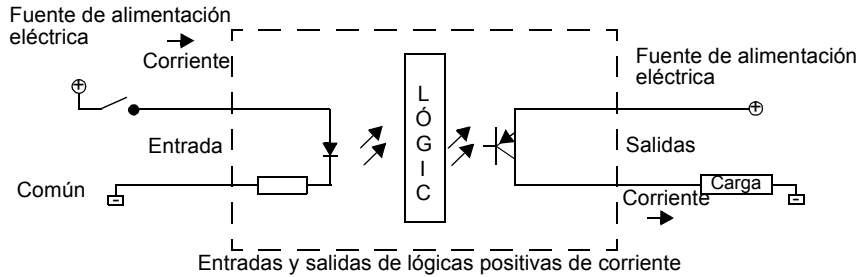 Fuente de alimentación
eléctrica
Corriente
Fuente de alimentación
eléctrica
L
Ó
G
I
C
Entrada
Salidas
Común
Carga
Corriente
Entradas y salidas de lógicas positivas de corriente